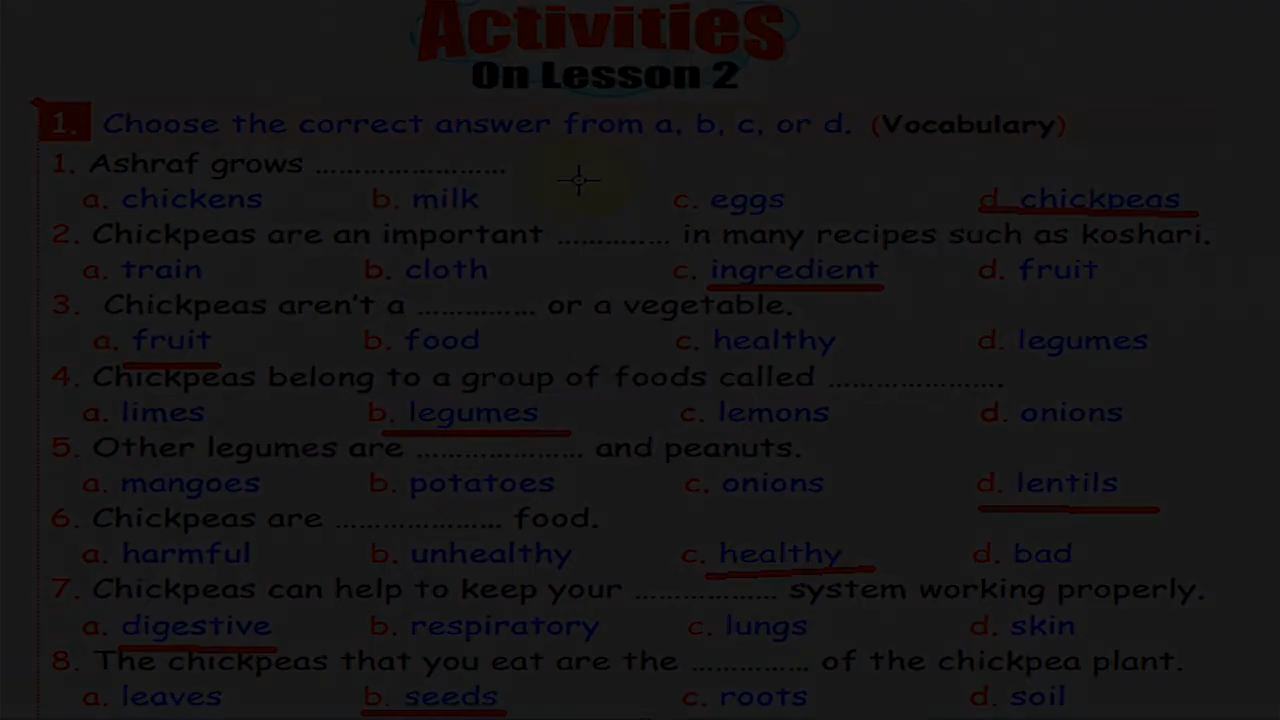 Activities
On Lesson 2
1. Choose the correct answer from a, b, c, or d. (Vocabulary)
1. Ashraf grows ........................
a. chickens b. milk c. eggs d. chickpeas
2. Chickpeas are an important .............. in many recipes such as koshari.
a. train b. cloth c. ingredient d. fruit
3. Chickpeas aren't a ............... or a vegetable.
a. fruit b. food c. healthy d. legumes
4. Chickpeas belong to a group of foods called ......................
a. limes b. legumes c. lemons d. onions
5. Other legumes are ..................... and peanuts.
a. mangoes b. potatoes c. onions d. lentils
6. Chickpeas are ..................... food.
a. harmful b. unhealthy c. healthy d. bad
7. Chickpeas can help to keep your .................. system working properly.
a. digestive b. respiratory c. lungs d. skin
8. The chickpeas that you eat are the ............... of the chickpea plant.
a. leaves b. seeds c. roots d. soil